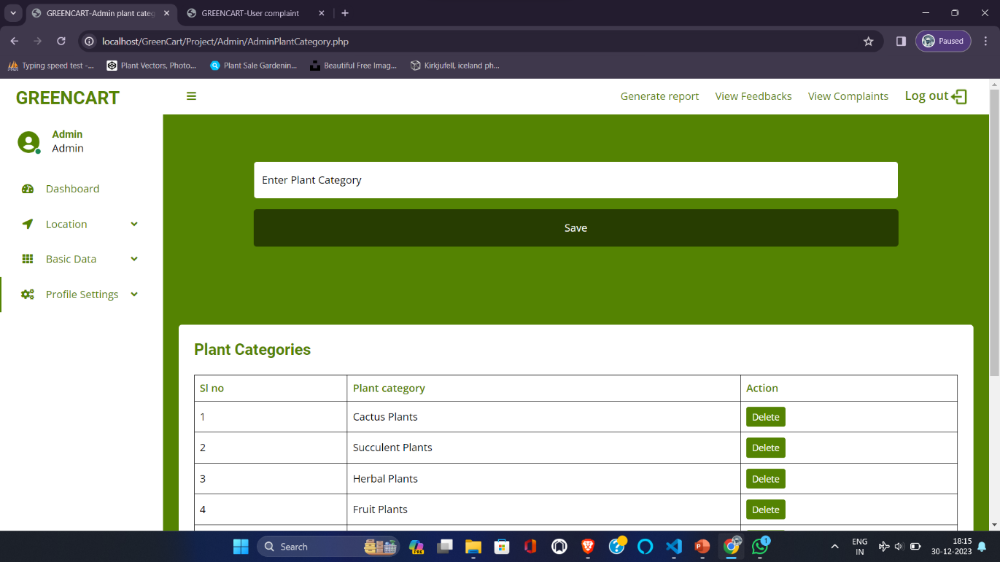 GREENCART-Admin plant categ
GREENCART-User complaint
localhost/GreenCart/Project/Admin/AdminPlantCategory.php
Paused
Typing speed test -...
Plant Vectors, Photo...
Plant Sale Gardenin...
Beautiful Free Imag...
Kirkjufell, iceland ph...
GREENCART
Generate report
View Feedbacks
View Complaints
Log out
Admin
Admin
Dashboard
Location
Basic Data
Profile Settings
Enter Plant Category
Save
Plant Categories
Sl no Plant category Action
1 Cactus Plants Delete
2 Succulent Plants Delete
3 Herbal Plants Delete
4 Fruit Plants Delete
Search
PRE
1
ENG
IN
18:15
30-12-2023